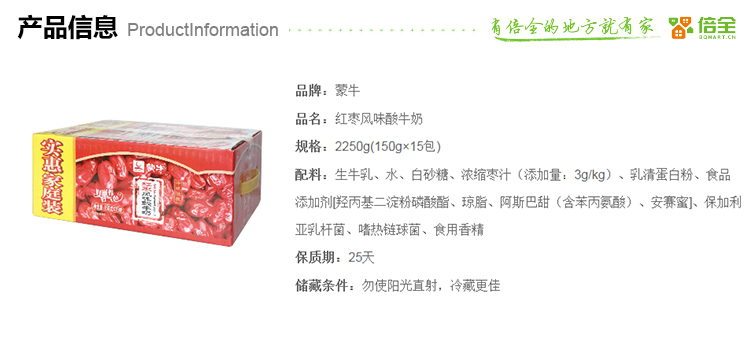 产品信息 ProductInformation
有倍全的地方就有家
倍全
BQMART.CN
品牌：蒙牛
品名：红枣风味酸牛奶
规格：2250g(150g×15包)
配料：生牛乳、水、白砂糖、浓缩枣汁（添加量：3g/kg）、乳清蛋白粉、食品
添加剂[羟丙基二淀粉磷酸酯、琼脂、阿斯巴甜（含苯丙氨酸）、安赛蜜]、保加利
亚乳杆菌、嗜热链球菌、食用香精
保质期：25天
储藏条件：勿使阳光直射，冷藏更佳
实惠家庭装
蒙牛
红枣风味酸牛奶